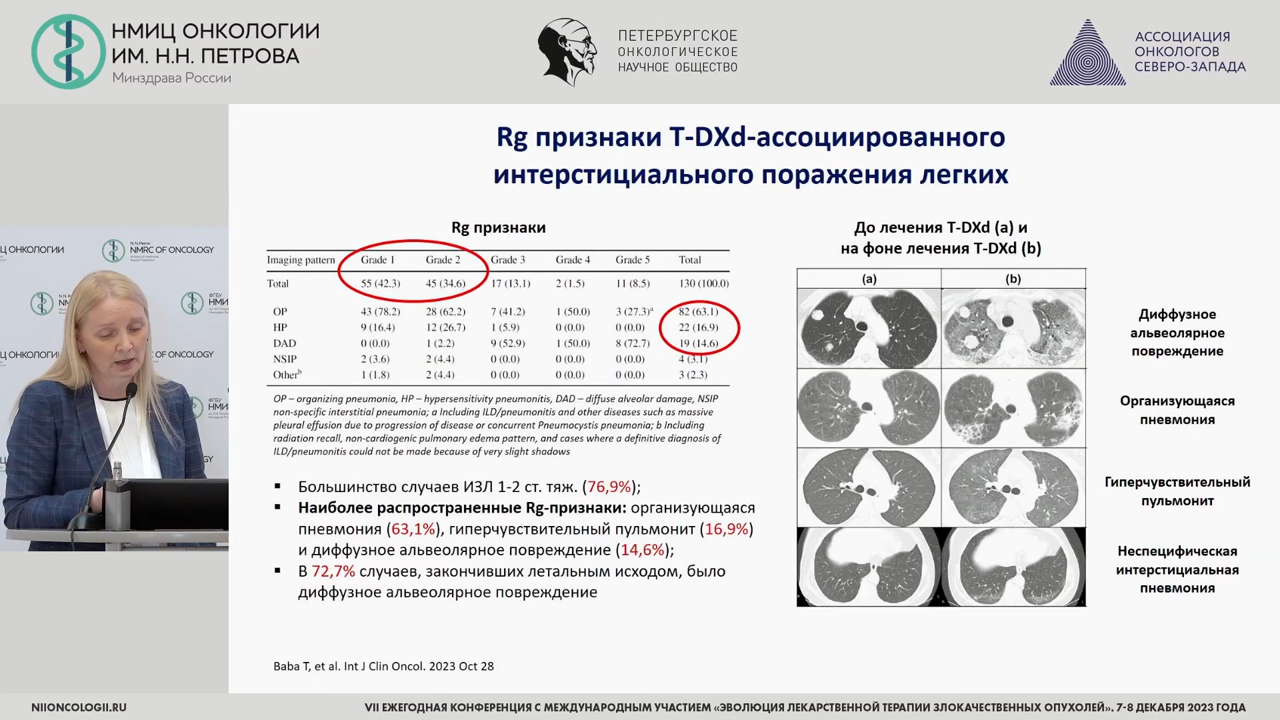 НМИЦ ОНКОЛОГИИ
ИМ. Н.Н. ПЕТРОВА
Минздрава России
ПЕТЕРБУРГСКОЕ
ОНКОЛОГИЧЕСКОЕ
НАУЧНОЕ ОБЩЕСТВО
АССОЦИАЦИЯ
ОНКОЛОГОВ
СЕВЕРО-ЗАПАДА
Rg признаки T-DXd-ассоциированного
интерстициального поражения легких
Rg признаки
Imaging pattern Grade 1 Grade 2 Grade 3 Grade 4 Grade 5 Total
Total 55 (42.3) 45 (34.6) 17 (13.1) 2 (1.5) 11 (8.5) 130 (100.0)
OP 43 (78.2) 28 (62.2) 7 (41.2) 1 (50.0) 3 (27.3)a 82 (63.1)
HP 9 (16.4) 12 (26.7) 1 (5.9) 0 (0.0) 0 (0.0) 22 (16.9)
DAD 0 (0.0) 1 (2.2) 9 (52.9) 1 (50.0) 8 (72.7) 19 (14.6)
NSIP 2 (3.6) 2 (4.4) 0 (0.0) 0 (0.0) 0 (0.0) 4 (3.1)
Otherb 1 (1.8) 2 (4.4) 0 (0.0) 0 (0.0) 0 (0.0) 3 (2.3)
OP – organizing pneumonia, HP – hypersensitivity pneumonitis, DAD – diffuse alveolar damage, NSIP
non-specific interstitial pneumonia; a Including ILD/pneumonitis and other diseases such as massive
pleural effusion due to progression of disease or concurrent Pneumocystis pneumonia; b Including
radiation recall, non-cardiogenic pulmonary edema pattern, and cases where a definitive diagnosis of
ILD/pneumonitis could not be made because of very slight shadows
▪ Большинство случаев ИЗЛ 1-2 ст. тяж. (76,9%);
▪ Наиболее распространенные Rg-признаки: организующаяся
пневмония (63,1%), гиперчувствительный пульмонит (16,9%)
и диффузное альвеолярное повреждение (14,6%);
▪ В 72,7% случаев, закончивших летальным исходом, было
диффузное альвеолярное повреждение
Baba T, et al. Int J Clin Oncol. 2023 Oct 28
До лечения T-DXd (a) и
на фоне лечения T-DXd (b)
(a) (b)
Диффузное
альвеолярное
повреждение
Организующаяся
пневмония
Гиперчувствительный
пульмонит
Неспецифическая
интерстициальная
пневмония
ИЦ ОНКОЛОГИИ
NMRC OF ONCOLOGY
NIIONCOLOGII.RU
VII ЕЖЕГОДНАЯ КОНФЕРЕНЦИЯ С МЕЖДУНАРОДНЫМ УЧАСТИЕМ «ЭВОЛЮЦИЯ ЛЕКАРСТВЕННОЙ ТЕРАПИИ ЗЛОКАЧЕСТВЕННЫХ ОПУХОЛЕЙ». 7-8 ДЕКАБРЯ 2023 ГОДА